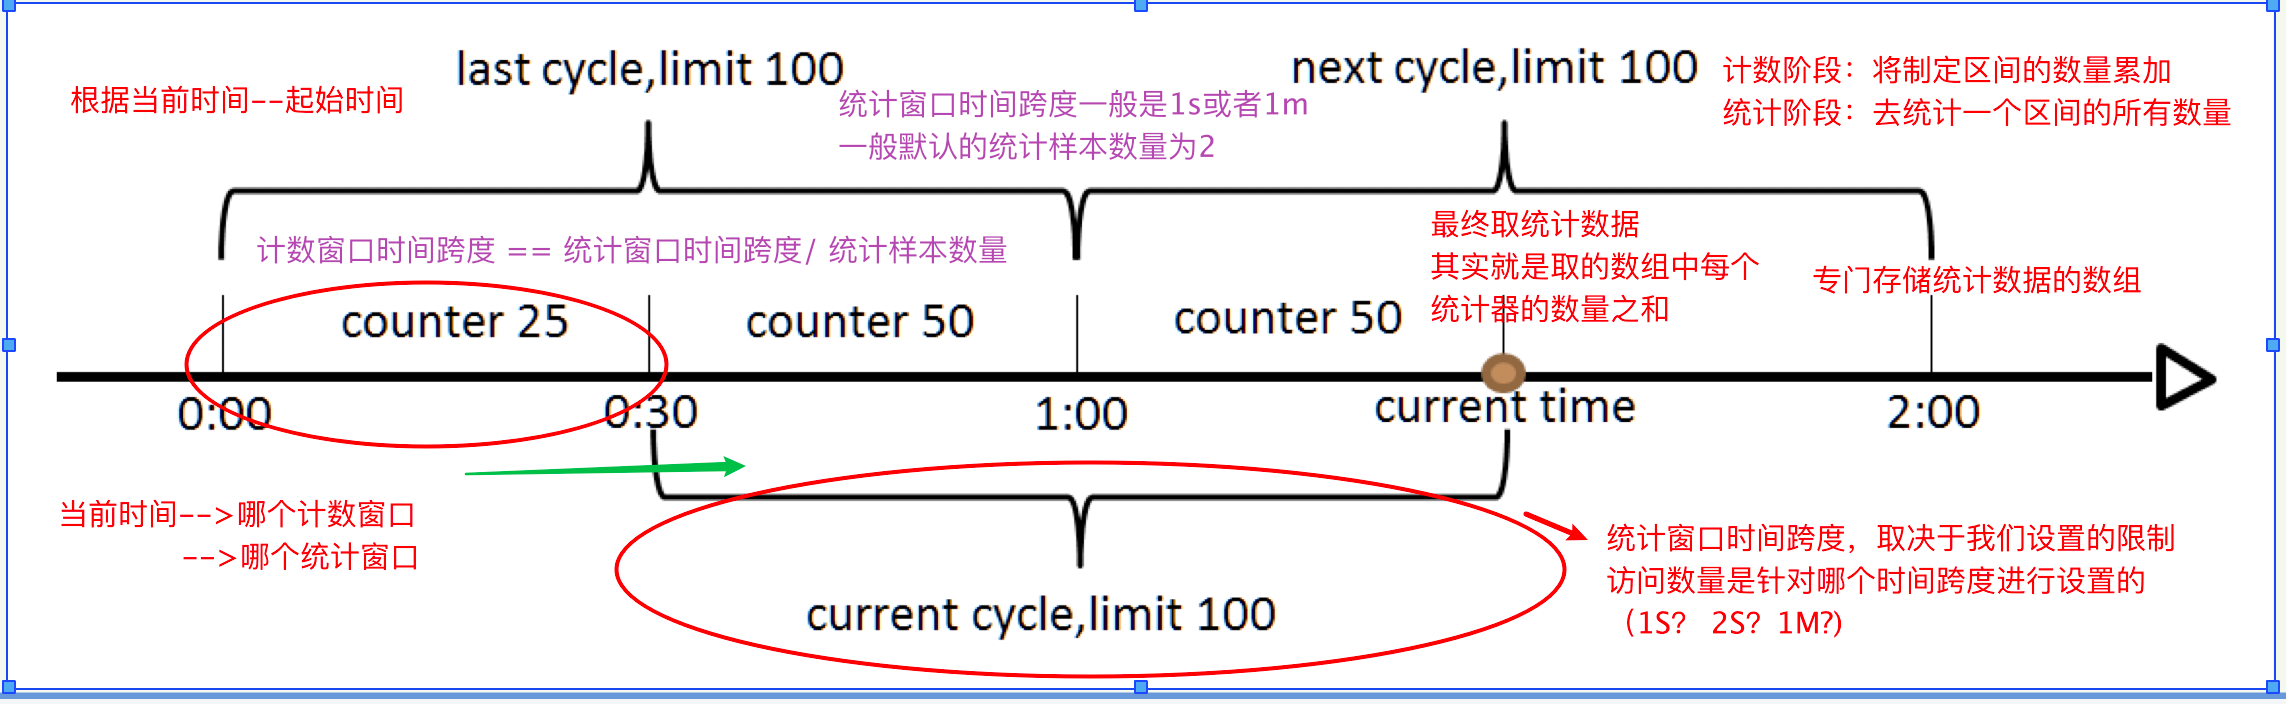 last cycle,limit 100
next cycle,limit 100
根据当前时间--起始时间
统计窗口时间跨度一般是1s或者1m
一般默认的统计样本数量为2
计数阶段：将制定区间的数量累加
统计阶段：去统计一个区间的所有数量
计数窗口时间跨度 == 统计窗口时间跨度/ 统计样本数量
最终取统计数据
其实就是取的数组中每个
统计器的数量之和
专门存储统计数据的数组
counter 25
counter 50
counter 50
0:00
0:30
1:00
current time
2:00
当前时间-->哪个计数窗口
-->哪个统计窗口
统计窗口时间跨度，取决于我们设置的限制
访问数量是针对哪个时间跨度进行设置的
（1S？ 2S？1M?)
current cycle,limit 100